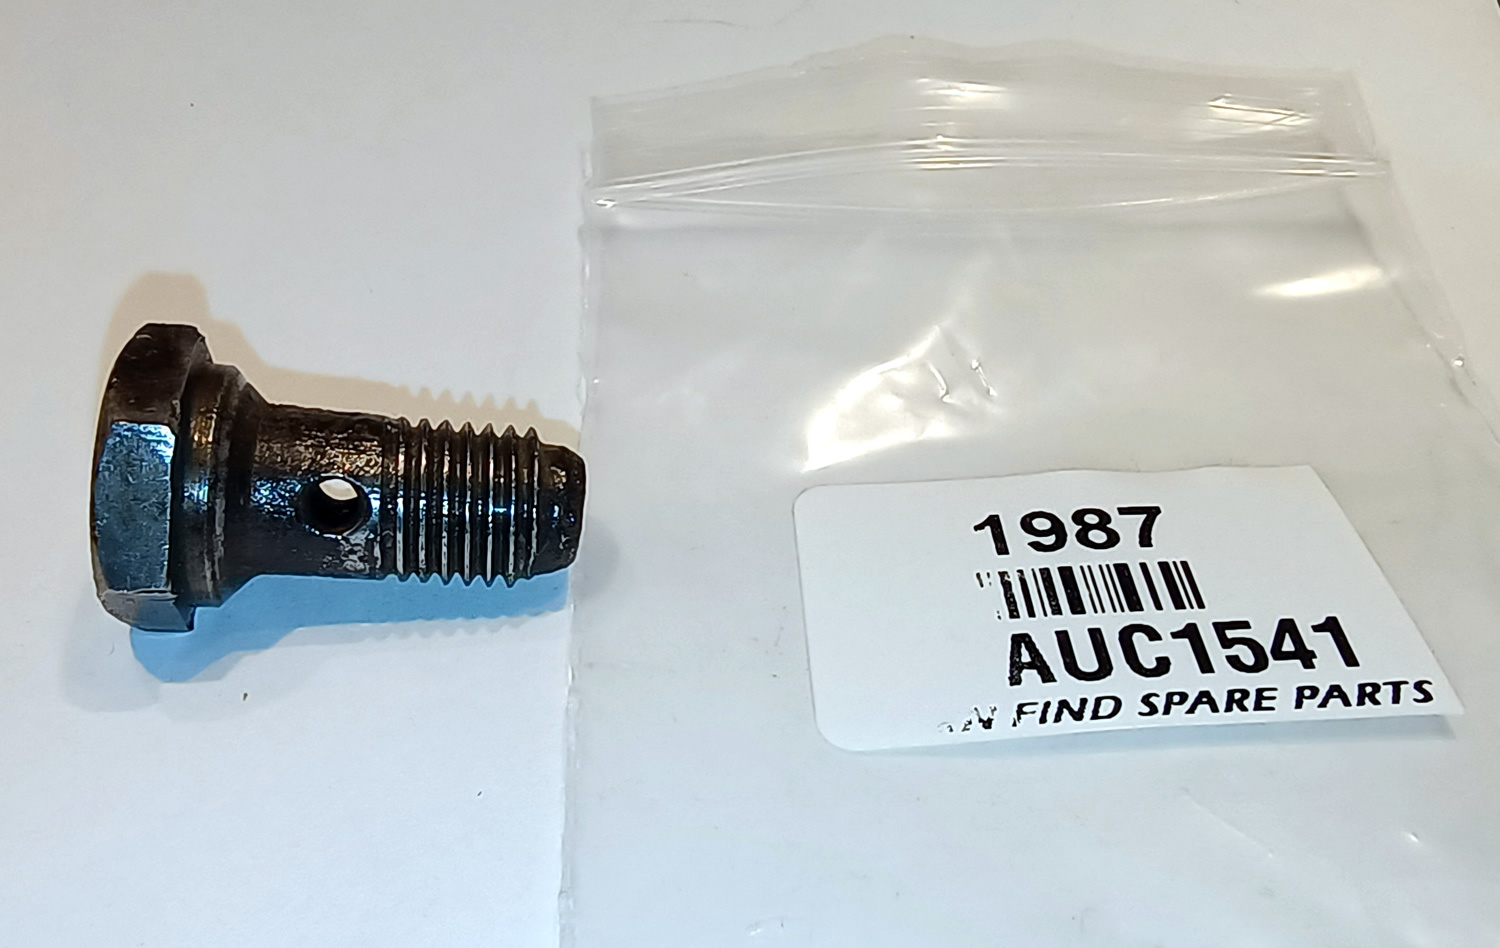 1987
AUC1541
FIND SPARE PARTS